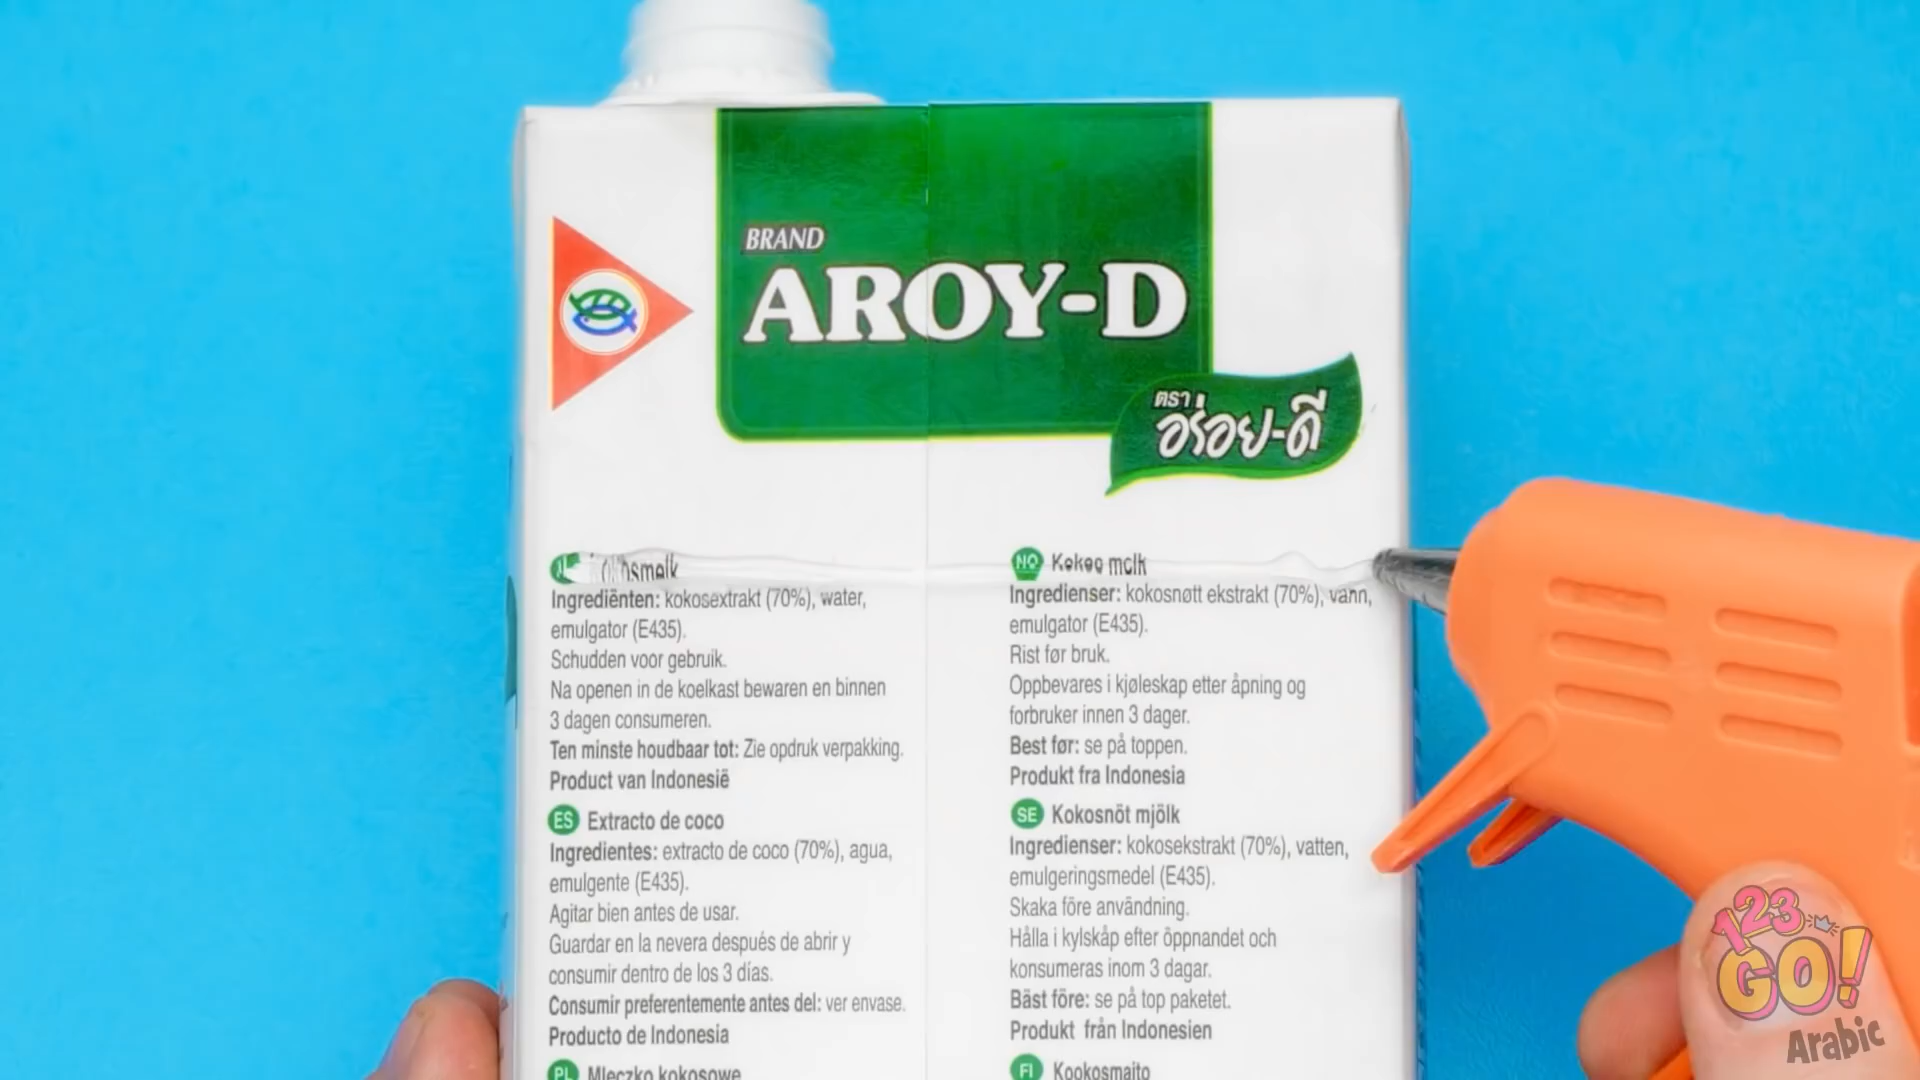 BRAND
AROY-D
ตรา
อร่อย-ดี
Ingrediënten: kokosextrakt (70%), water,
emulgator (E435).
Schudden voor gebruik.
Na openen in de koelkast bewaren en binnen
3 dagen consumeren.
Ten minste houdbaar tot: Zie opdruk verpakking.
Product van Indonesië
ES Extracto de coco
Ingredientes: extracto de coco (70%), agua,
emulgente (E435).
Agitar bien antes de usar.
Guardar en la nevera después de abrir y
consumir dentro de los 3 días.
Consumir preferentemente antes del: ver envase.
Producto de Indonesia
PL Mleczko kokosowe
NO
Ingredienser: kokosnøtt ekstrakt (70%), vann,
emulgator (E435).
Rist før bruk.
Oppbevares i kjøleskap etter åpning og
forbruker innen 3 dager.
Best før: se på toppen.
Produkt fra Indonesia
SE Kokosnöt mjölk
Ingredienser: kokosekstrakt (70%), vatten,
emulgeringsmedel (E435).
Skaka före användning.
Hålla i kylskåp efter öppnandet och
konsumeras inom 3 dagar.
Bäst före: se på top paketet.
Produkt från Indonesien
FI Kookosmaito
123
GO!
Arabic